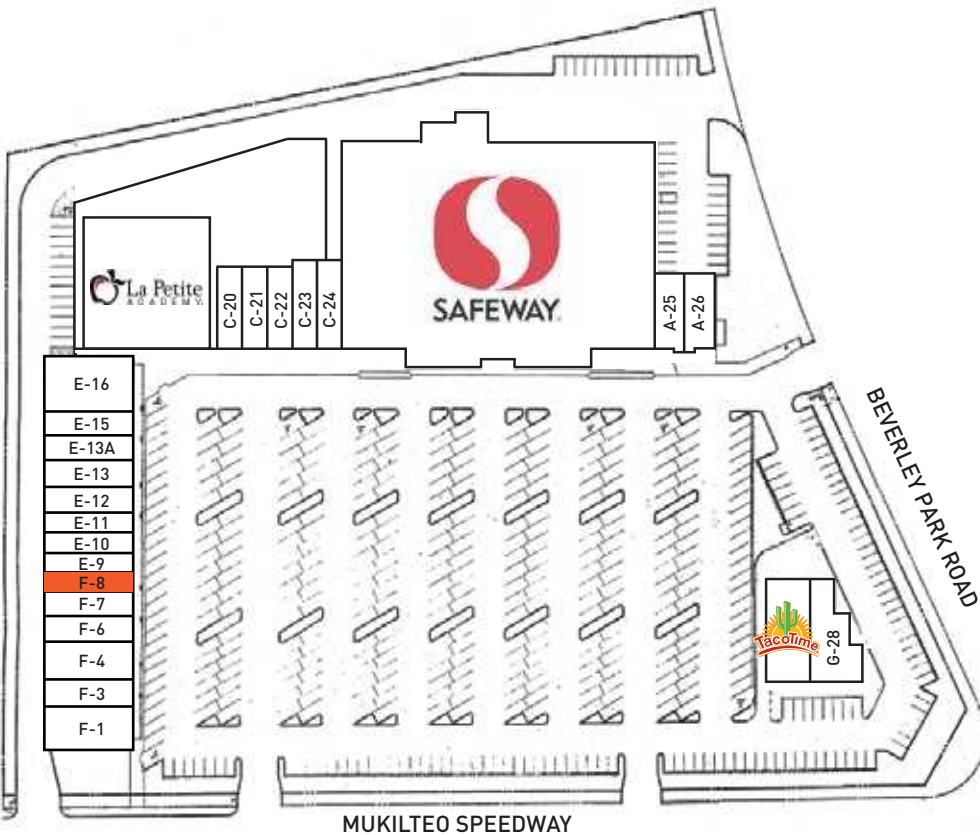 SAFEWAY
La Petite
ACADEMY
C-20
C-21
C-22
C-23
C-24
A-25
A-26
E-16
E-15
E-13A
E-13
E-12
E-11
E-10
E-9
F-8
F-7
F-6
F-4
F-3
F-1
TacoTime
G-28
BEVERLEY PARK ROAD
MUKILTEO SPEEDWAY